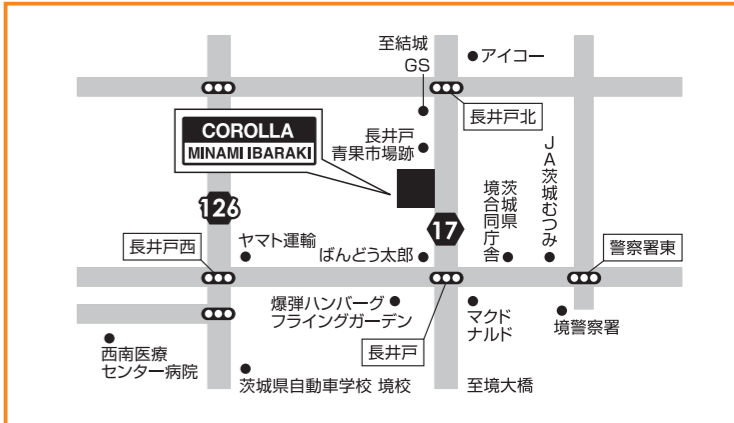 至結城
GS
アイコー
長井戸北
COROLLA
MINAMI IBARAKI
長井戸
青果市場跡
JA茨城むつみ
茨城県
境合同庁舎
126
17
長井戸西
ヤマト運輸
ばんどう太郎
警察署東
爆弾ハンバーグ
フライングガーデン
マクド
ナルド
境警察署
長井戸
西南医療
センター病院
茨城県自動車学校 境校
至境大橋